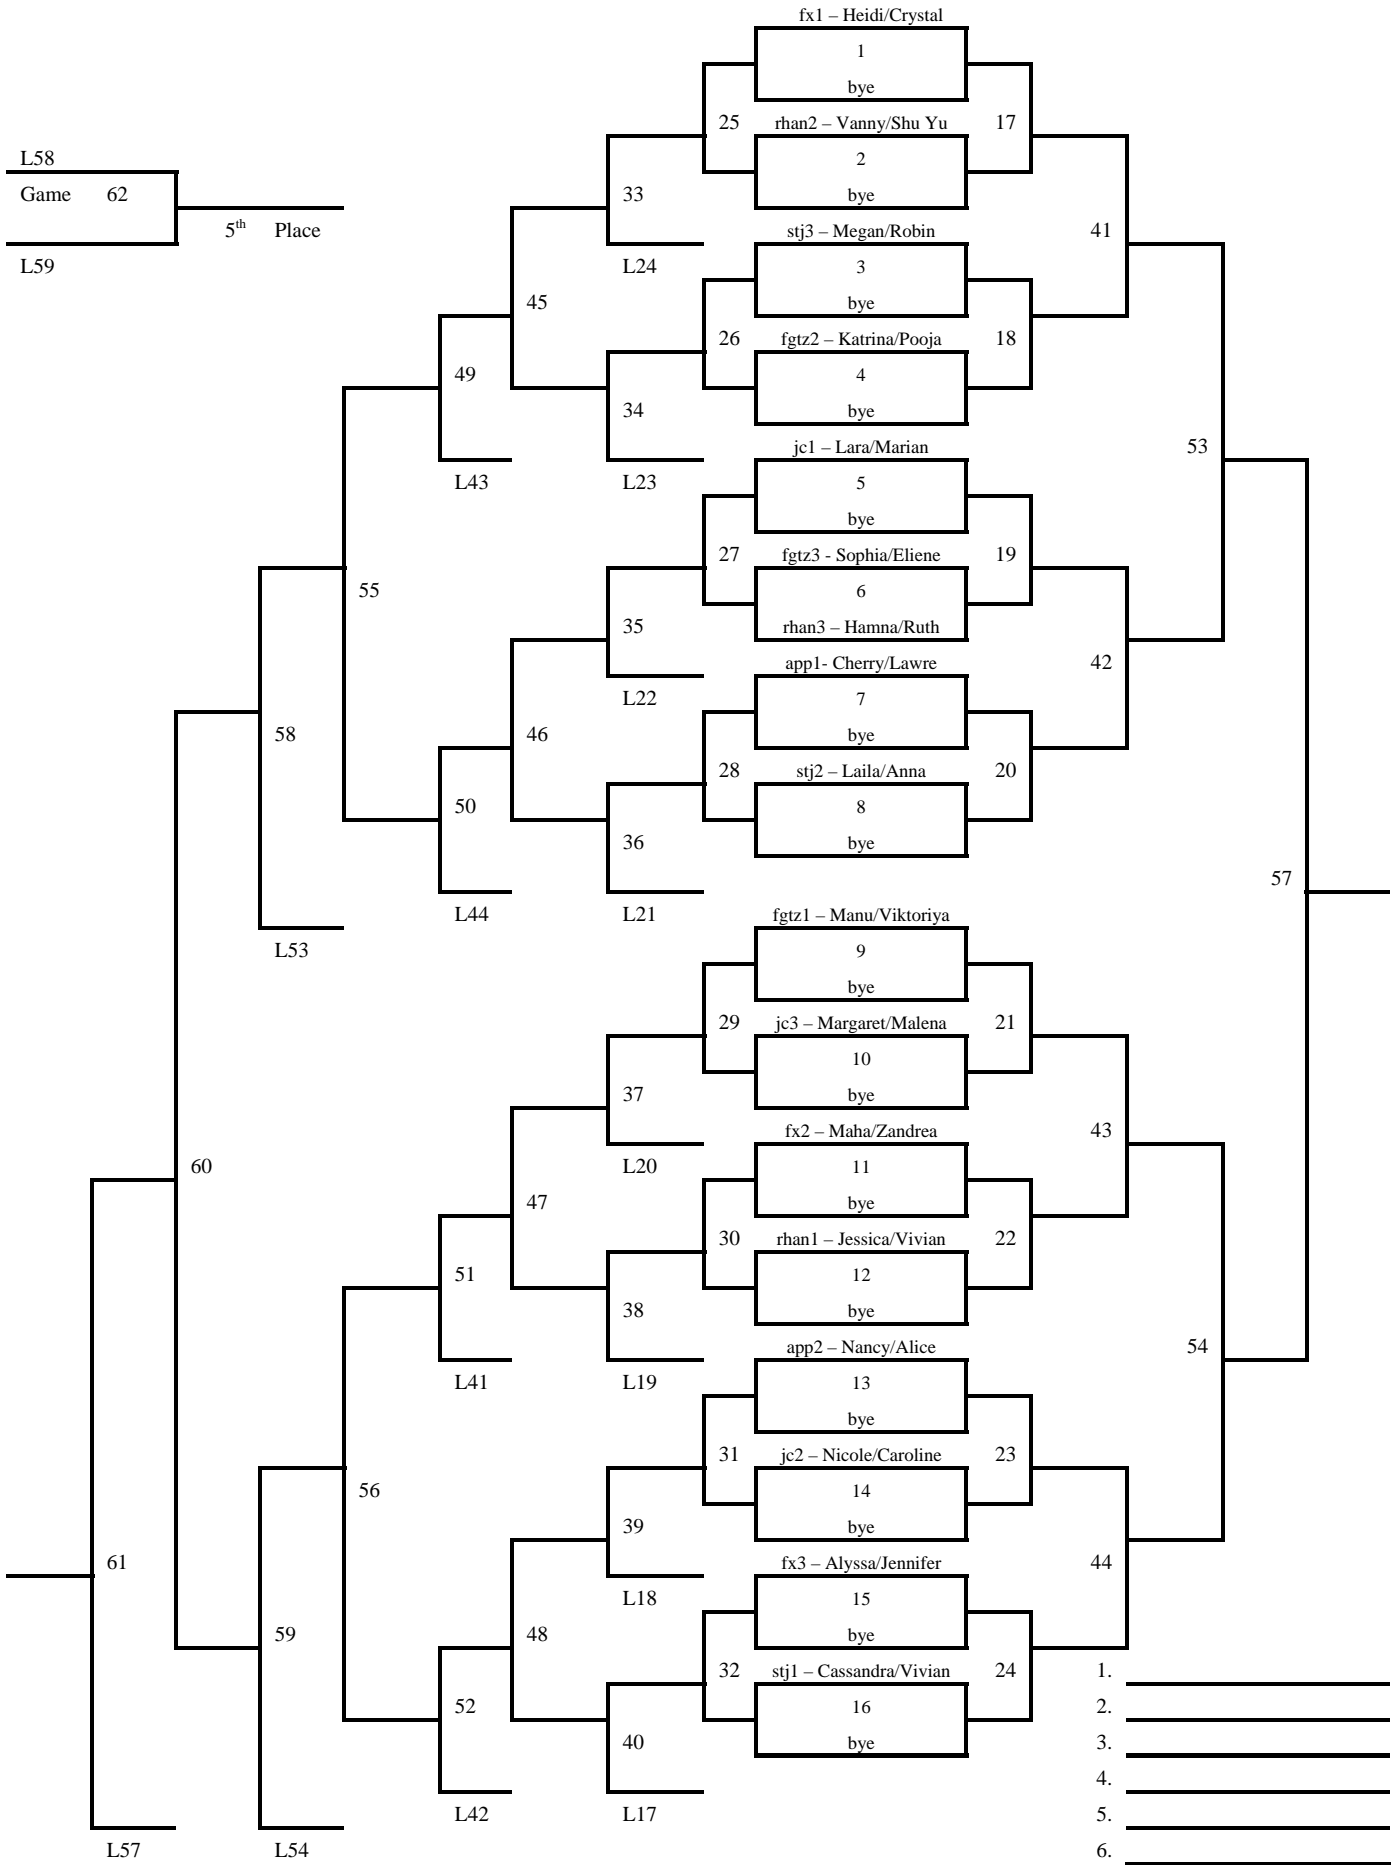 fx1 – Heidi/Crystal
1
bye
25
rhan2 – Vanny/Shu Yu
17
L58
2
Game 62
33
bye
5th Place
stj3 – Megan/Robin
41
L59
L24
3
45
bye
26
fgtz2 – Katrina/Pooja
18
49
4
34
bye
jc1 – Lara/Marian
53
L43
L23
5
bye
27
fgtz3 - Sophia/Eliene
19
55
6
35
rhan3 – Hamna/Ruth
app1- Cherry/Lawre
42
L22
7
58
46
bye
28
stj2 – Laila/Anna
20
50
8
36
bye
57
L44
L21
fgtz1 – Manu/Viktoriya
L53
9
bye
29
jc3 – Margaret/Malena
21
10
37
bye
fx2 – Maha/Zandrea
43
60
L20
11
47
bye
30
rhan1 – Jessica/Vivian
22
51
12
38
bye
app2 – Nancy/Alice
54
L41
L19
13
bye
31
jc2 – Nicole/Caroline
23
56
14
39
bye
61
fx3 – Alyssa/Jennifer
44
L18
15
59
48
bye
32
stj1 – Cassandra/Vivian
24
1.
52
16
2.
40
bye
3.
4.
L42
L17
5.
L57
L54
6.